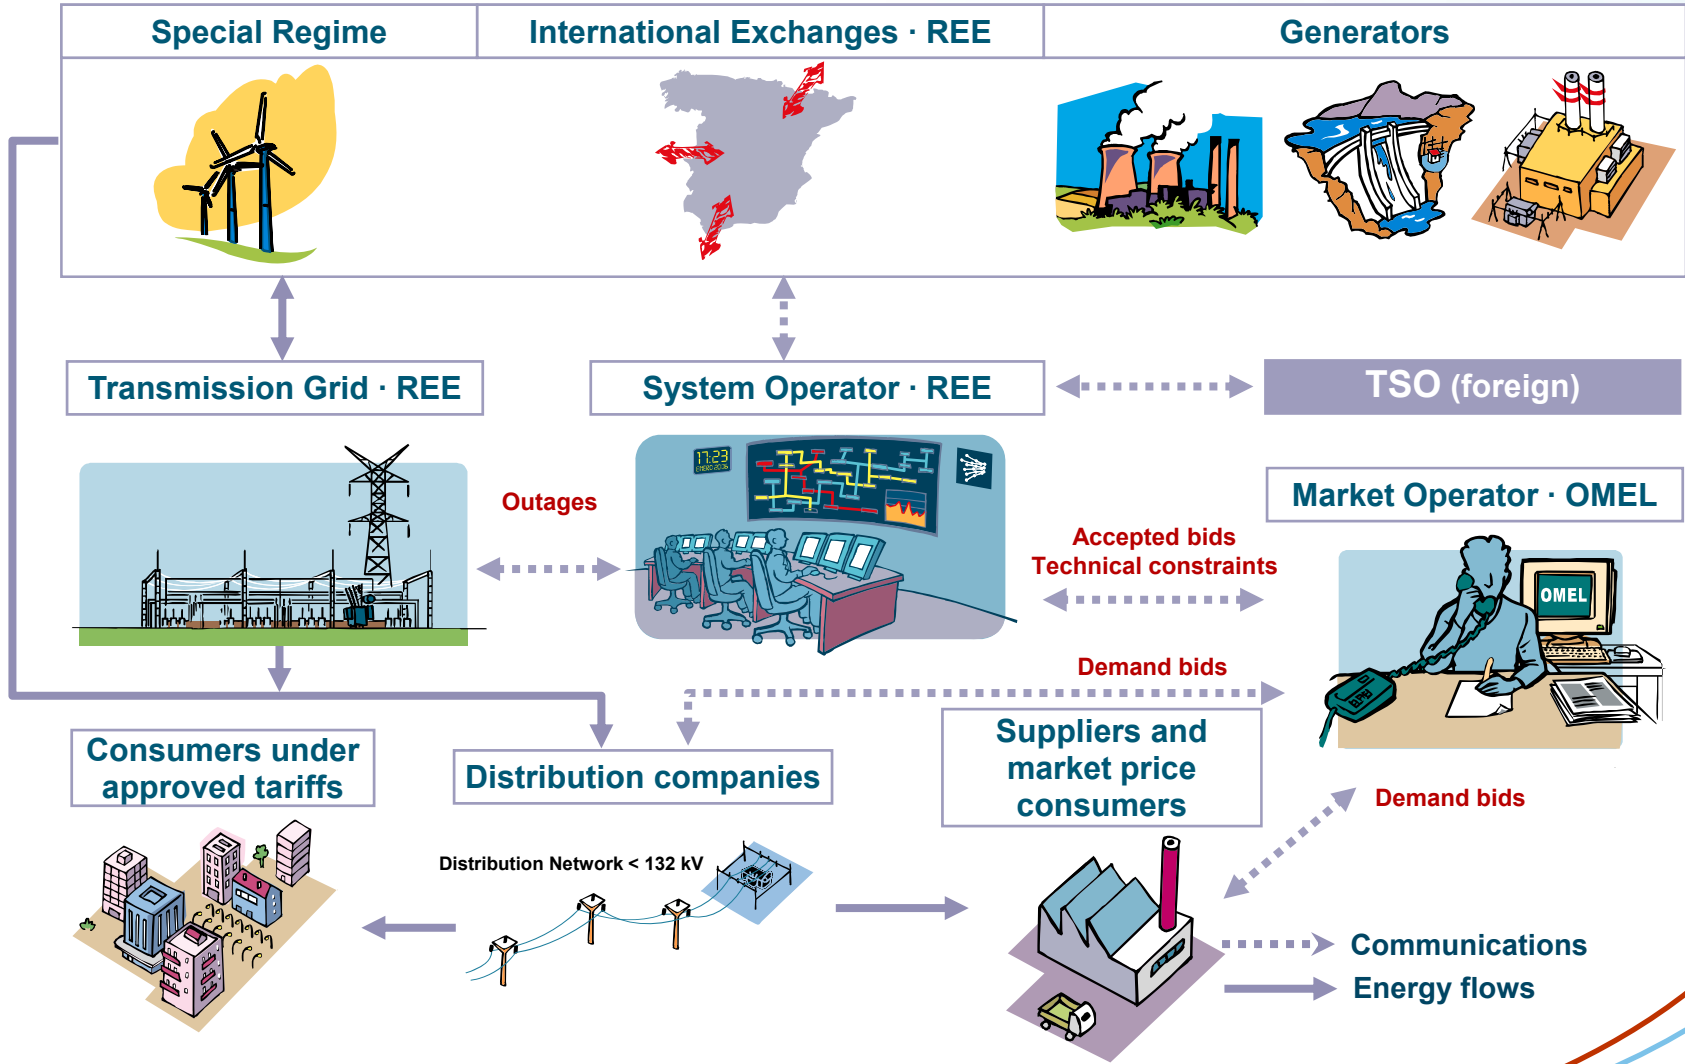 Special Regime
International Exchanges · REE
Generators
Transmission Grid · REE
System Operator · REE
TSO (foreign)
17:23
ENERO 2006
Outages
Market Operator · OMEL
Accepted bids
Technical constraints
OMEL
Demand bids
Consumers under
approved tariffs
Distribution companies
Suppliers and
market price
consumers
Demand bids
Distribution Network < 132 kV
Communications
Energy flows